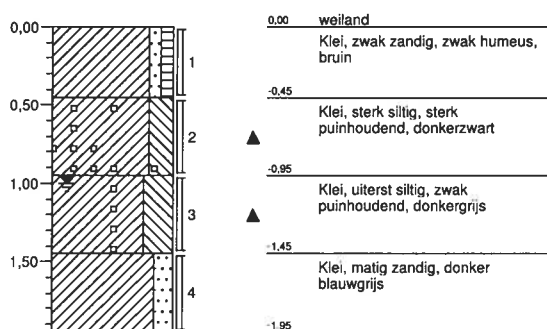 0,00
0,50
1,00
1,50
1
2
3
4
0,00 weiland
Klei, zwak zandig, zwak humeus,
bruin
-0,45
Klei, sterk siltig, sterk
puinhoudend, donkerzwart
-0,95
Klei, uiterst siltig, zwak
puinhoudend, donkergrijs
-1,45
Klei, matig zandig, donker
blauwgrijs
-1,95